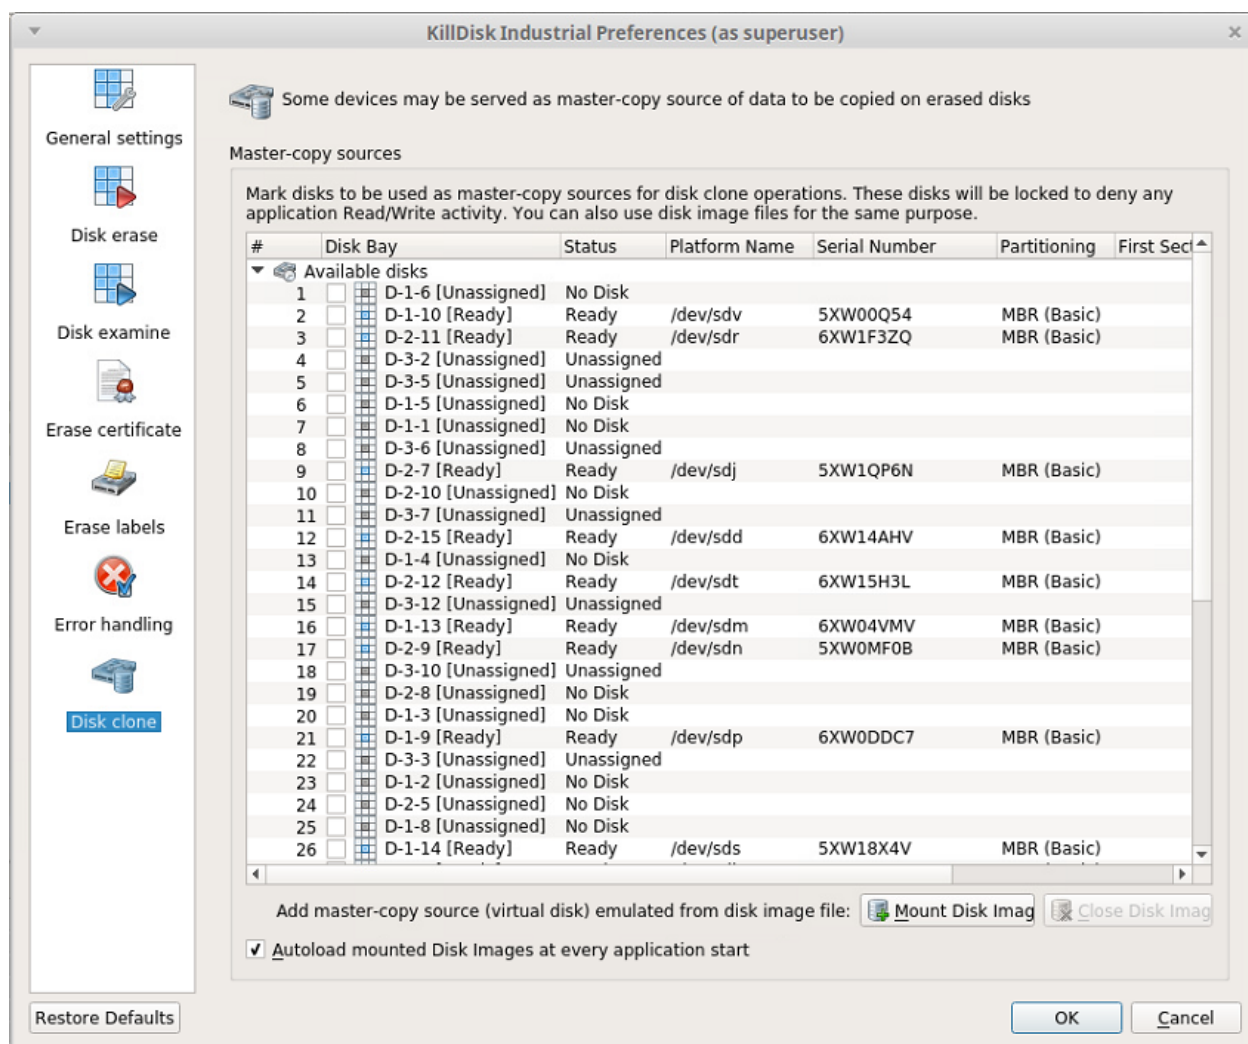 KillDisk Industrial Preferences (as superuser)
General settings
Disk erase
Disk examine
Erase certificate
Erase labels
Error handling
Disk clone
Some devices may be served as master-copy source of data to be copied on erased disks
Master-copy sources
Mark disks to be used as master-copy sources for disk clone operations. These disks will be locked to deny any
application Read/Write activity. You can also use disk image files for the same purpose.
# Disk Bay Status Platform Name Serial Number Partitioning First Sect
Available disks
1 D-1-6 [Unassigned] No Disk
2 D-1-10 [Ready] Ready /dev/sdv 5XW00Q54 MBR (Basic)
3 D-2-11 [Ready] Ready /dev/sdr 6XW1F3ZQ MBR (Basic)
4 D-3-2 [Unassigned] Unassigned
5 D-3-5 [Unassigned] Unassigned
6 D-1-5 [Unassigned] No Disk
7 D-1-1 [Unassigned] No Disk
8 D-3-6 [Unassigned] Unassigned
9 D-2-7 [Ready] Ready /dev/sdj 5XW1QP6N MBR (Basic)
10 D-2-10 [Unassigned] No Disk
11 D-3-7 [Unassigned] Unassigned
12 D-2-15 [Ready] Ready /dev/sdd 6XW14AHV MBR (Basic)
13 D-1-4 [Unassigned] No Disk
14 D-2-12 [Ready] Ready /dev/sdt 6XW15H3L MBR (Basic)
15 D-3-12 [Unassigned] Unassigned
16 D-1-13 [Ready] Ready /dev/sdm 6XW04VMV MBR (Basic)
17 D-2-9 [Ready] Ready /dev/sdn 5XW0MF0B MBR (Basic)
18 D-3-10 [Unassigned] Unassigned
19 D-2-8 [Unassigned] No Disk
20 D-1-3 [Unassigned] No Disk
21 D-1-9 [Ready] Ready /dev/sdp 6XW0DDC7 MBR (Basic)
22 D-3-3 [Unassigned] Unassigned
23 D-1-2 [Unassigned] No Disk
24 D-2-5 [Unassigned] No Disk
25 D-1-8 [Unassigned] No Disk
26 D-1-14 [Ready] Ready /dev/sds 5XW18X4V MBR (Basic)
Add master-copy source (virtual disk) emulated from disk image file: Mount Disk Imag Close Disk Imag
Autoload mounted Disk Images at every application start
Restore Defaults OK Cancel